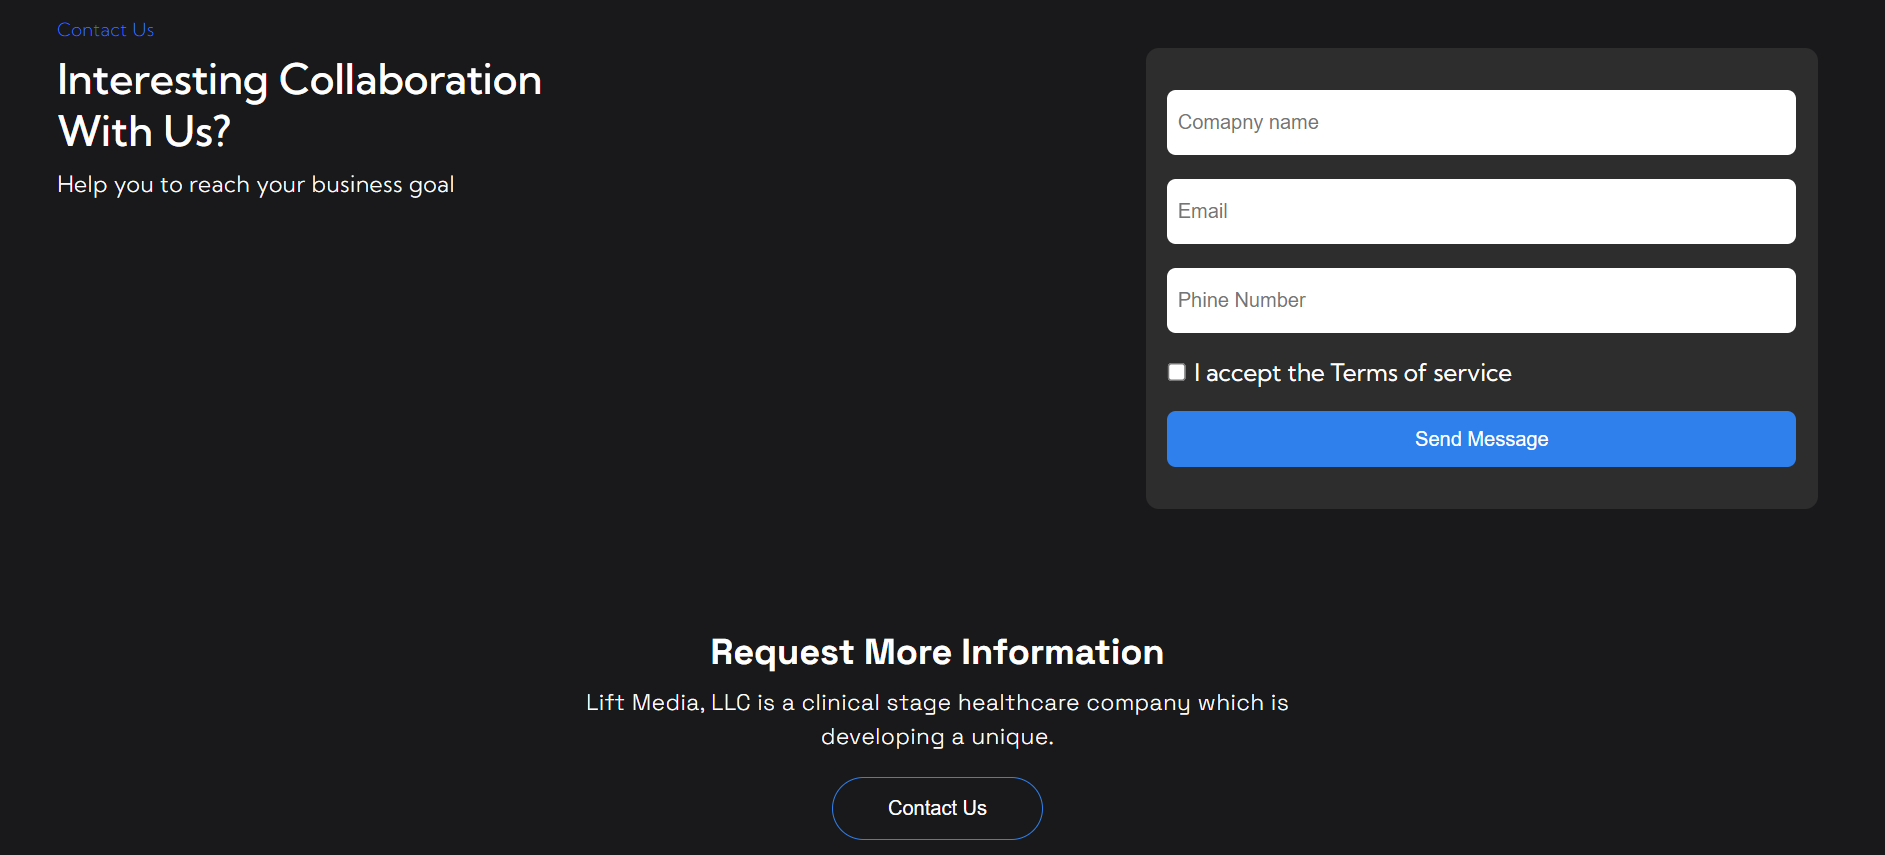 Contact Us
Interesting Collaboration
With Us?
Help you to reach your business goal
Comapny name
Email
Phine Number
I accept the Terms of service
Send Message
Request More Information
Lift Media, LLC is a clinical stage healthcare company which is
developing a unique.
Contact Us